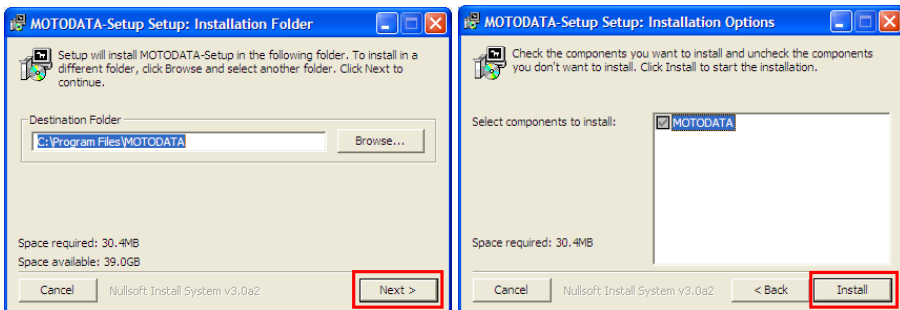 MOTODATA-Setup Setup: Installation Folder
Setup will install MOTODATA-Setup in the following folder. To install in a
different folder, click Browse and select another folder. Click Next to
continue.
Destination Folder
C:\Program Files\MOTODATA
Browse...
Space required: 30.4MB
Space available: 39.0GB
Cancel
Nullsoft Install System v3.0a2
Next >
MOTODATA-Setup Setup: Installation Options
Check the components you want to install and uncheck the components
you don't want to install. Click Install to start the installation.
Select components to install:
MOTODATA
Space required: 30.4MB
Cancel
Nullsoft Install System v3.0a2
< Back
Install